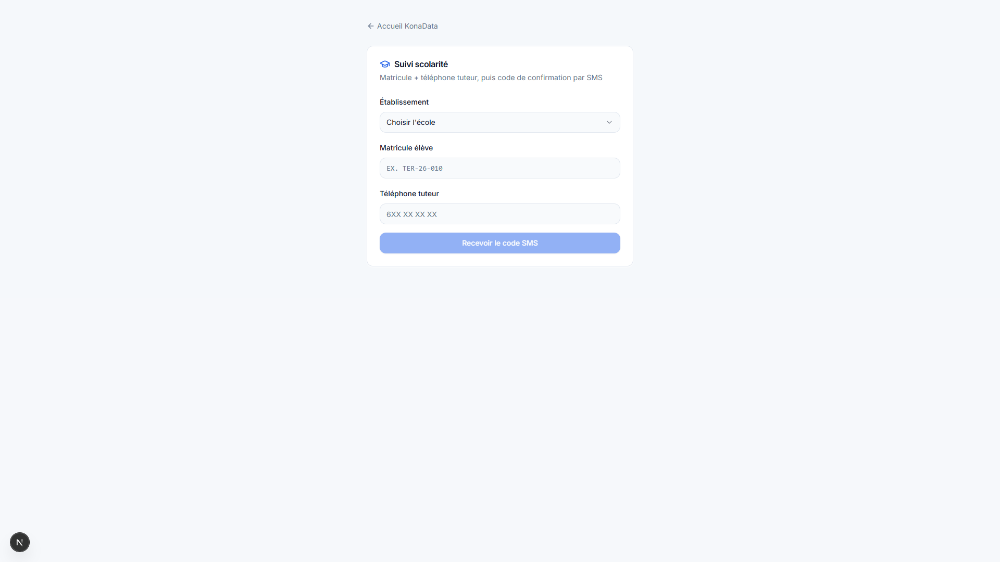 Accueil KonaData
Suivi scolarité
Matricule + téléphone tuteur, puis code de confirmation par SMS
Établissement
Choisir l'école
Matricule élève
EX. TER-26-010
Téléphone tuteur
6XX XX XX XX
Recevoir le code SMS
N